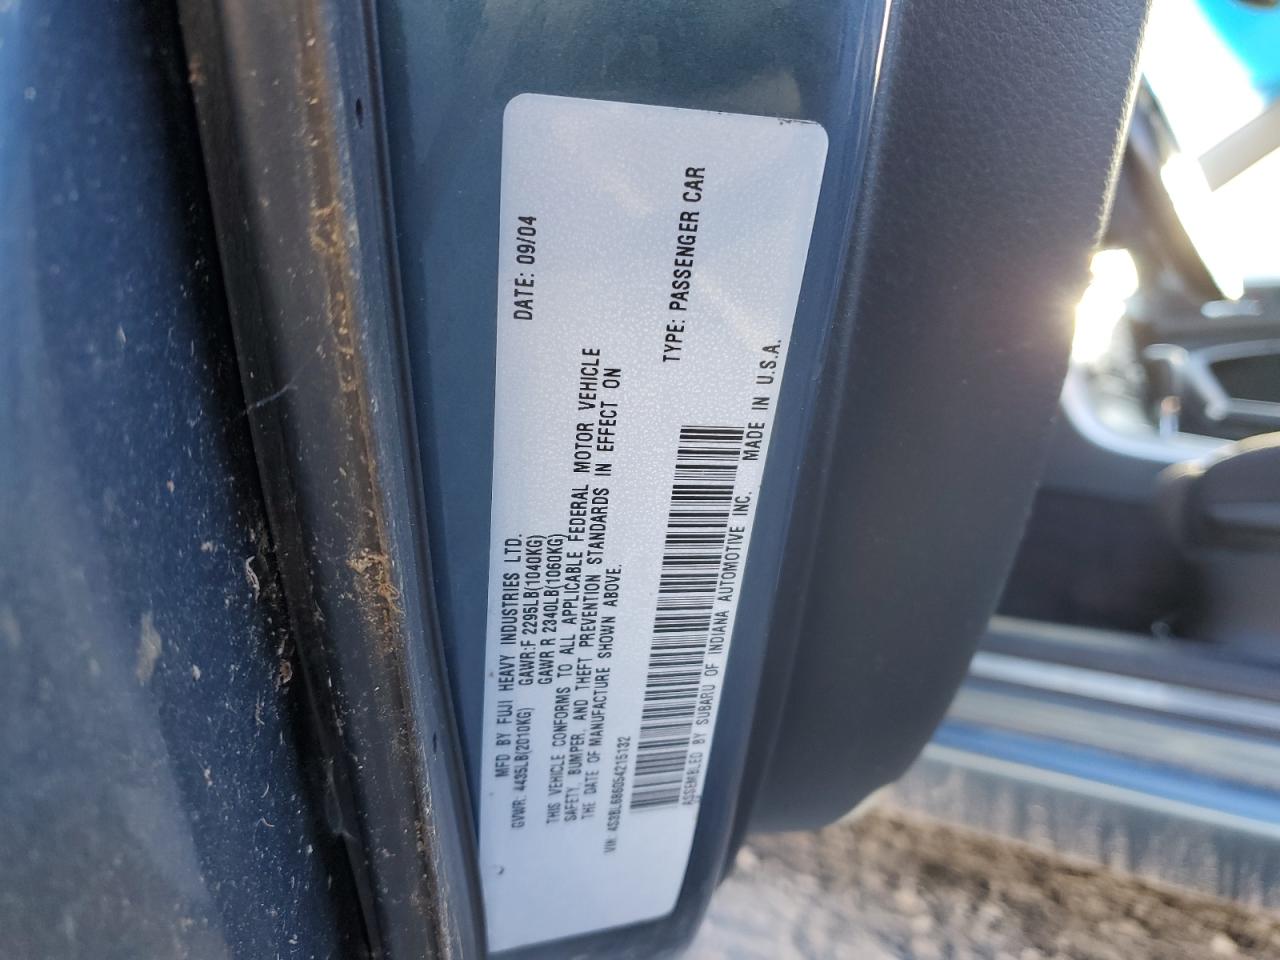 MFD BY FUJI HEAVY INDUSTRIES LTD. DATE: 09/04
GVWR: 4435LB(2010KG) GAWR:F 2295LB(1040KG)
GAWR R 2340LB(1060KG)
THIS VEHICLE CONFORMS TO ALL APPLICABLE FEDERAL MOTOR VEHICLE
SAFETY, BUMPER, AND THEFT PREVENTION STANDARDS IN EFFECT ON
THE DATE OF MANUFACTURE SHOWN ABOVE.
VIN: 4S3BL686054215132 TYPE: PASSENGER CAR
ASSEMBLED BY SUBARU OF INDIANA AUTOMOTIVE INC. MADE IN U.S.A.